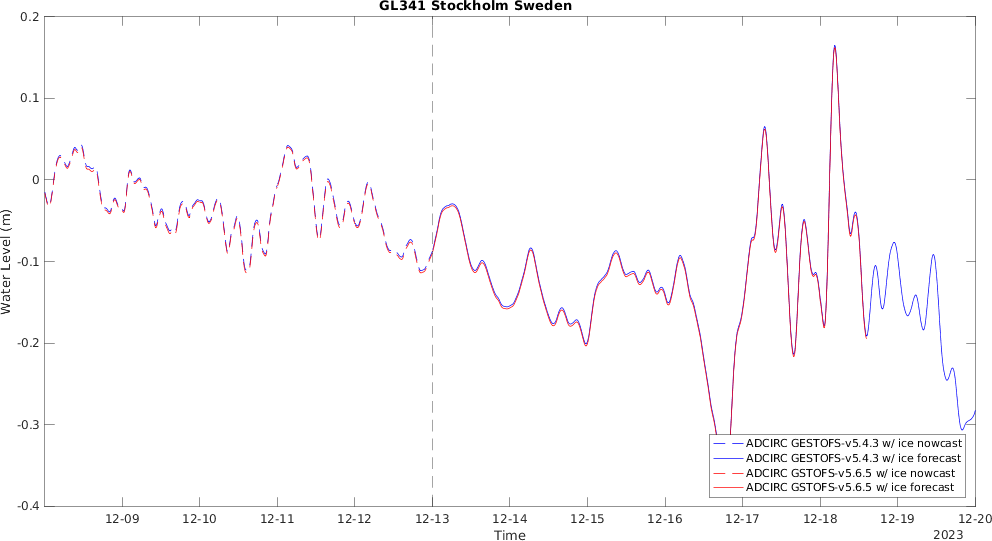 GL341 Stockholm Sweden
0.2
0.1
0
-0.1
-0.2
-0.3
-0.4
Water Level (m)
ADCIRC GESTOFS-v5.4.3 w/ ice nowcast
ADCIRC GESTOFS-v5.4.3 w/ ice forecast
ADCIRC GSTOFS-v5.6.5 w/ ice nowcast
ADCIRC GSTOFS-v5.6.5 w/ ice forecast
12-09 12-10 12-11 12-12 12-13 12-14 12-15 12-16 12-17 12-18 12-19 12-20
Time
2023